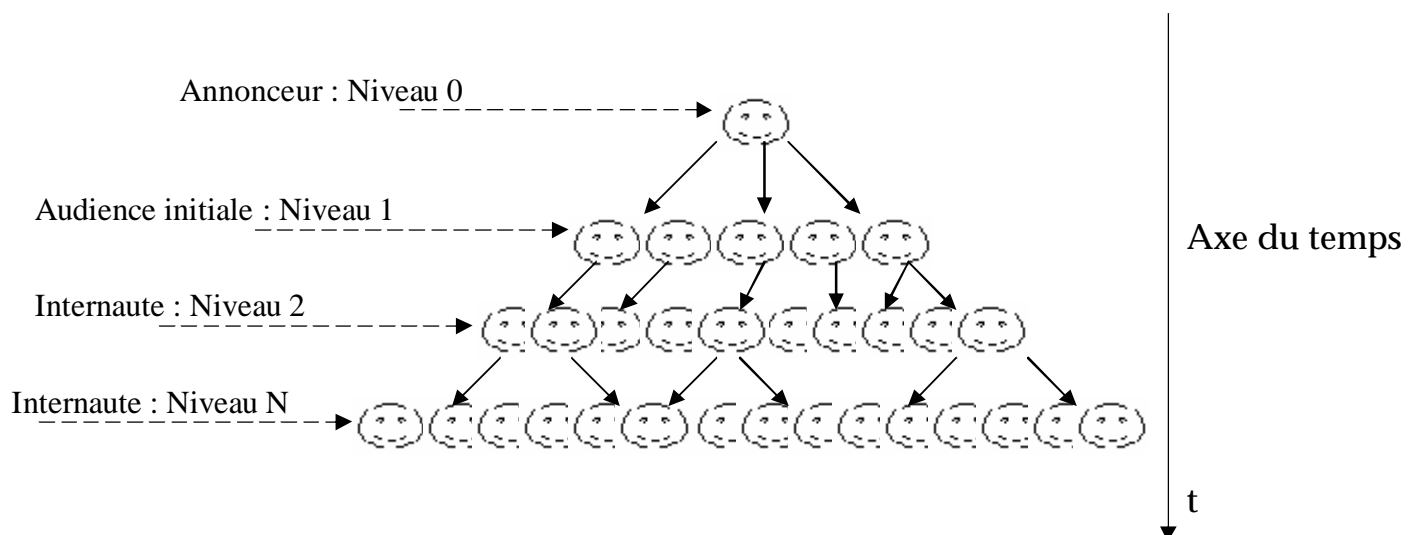 Annonceur : Niveau 0
Audience initiale : Niveau 1
Axe du temps
Internaute : Niveau 2
Internaute : Niveau N
t